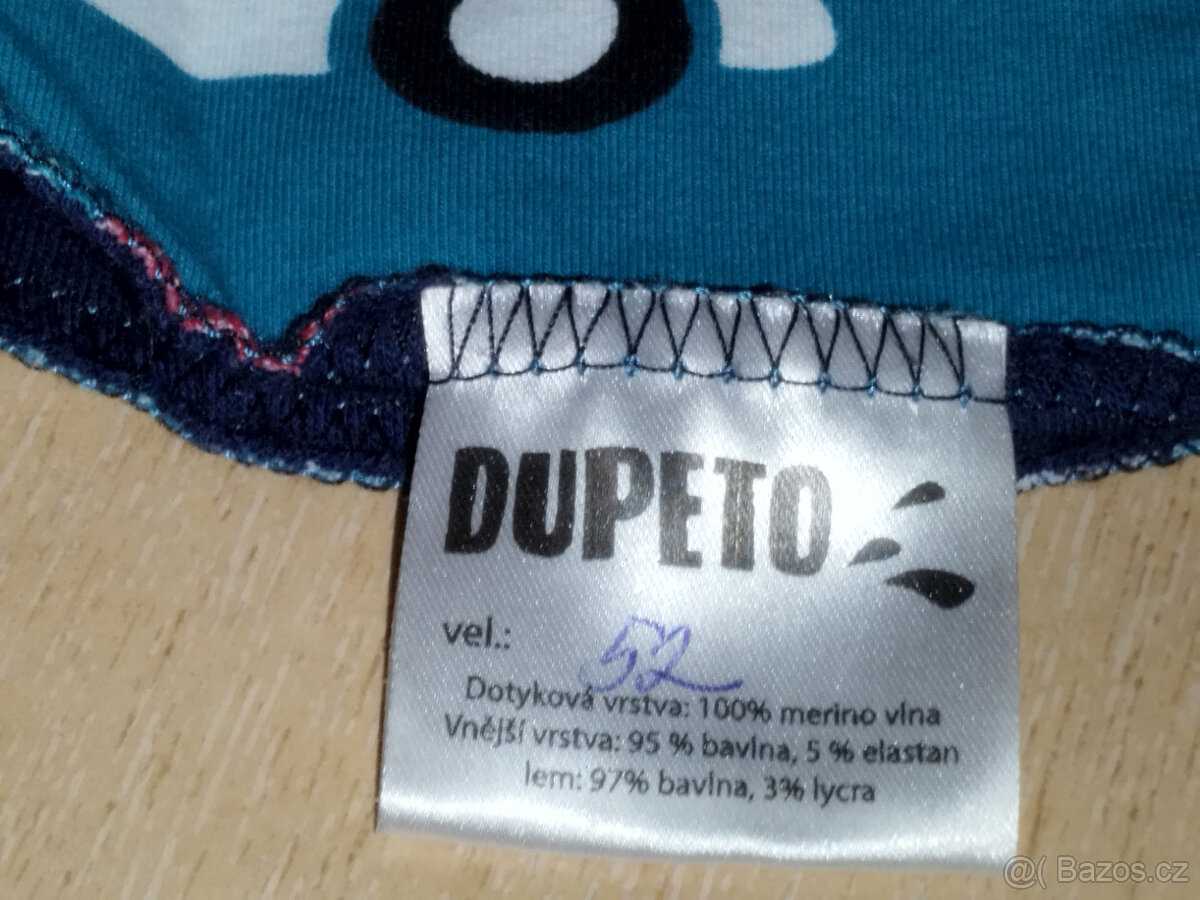 DUPETO
vel.: 52
Dotyková vrstva: 100% merino vlna
Vnější vrstva: 95 % bavlna, 5 % elastan
lem: 97% bavlna, 3% lycra
@( Bazos.cz